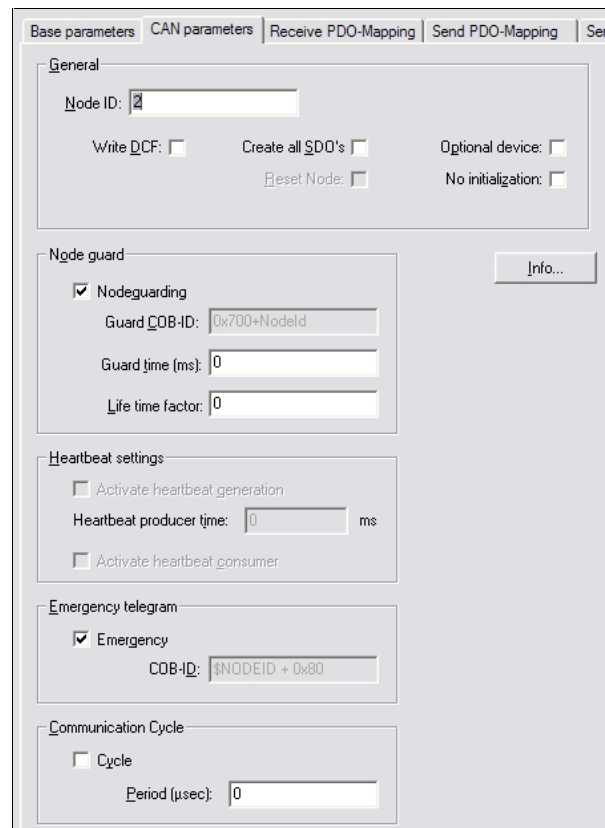 Base parameters CAN parameters Receive PDO-Mapping Send PDO-Mapping Ser
General
Node ID: 2
Write DCF: Create all SDO's Optional device:
Reset Node: No initialization:
Node guard
Info...
Nodeguarding
Guard COB-ID: 0x700+NodeId
Guard time (ms): 0
Life time factor: 0
Heartbeat settings
Activate heartbeat generation
Heartbeat producer time: 0 ms
Activate heartbeat consumer
Emergency telegram
Emergency
COB-ID: $NODEID + 0x80
Communication Cycle
Cycle
Period (µsec): 0